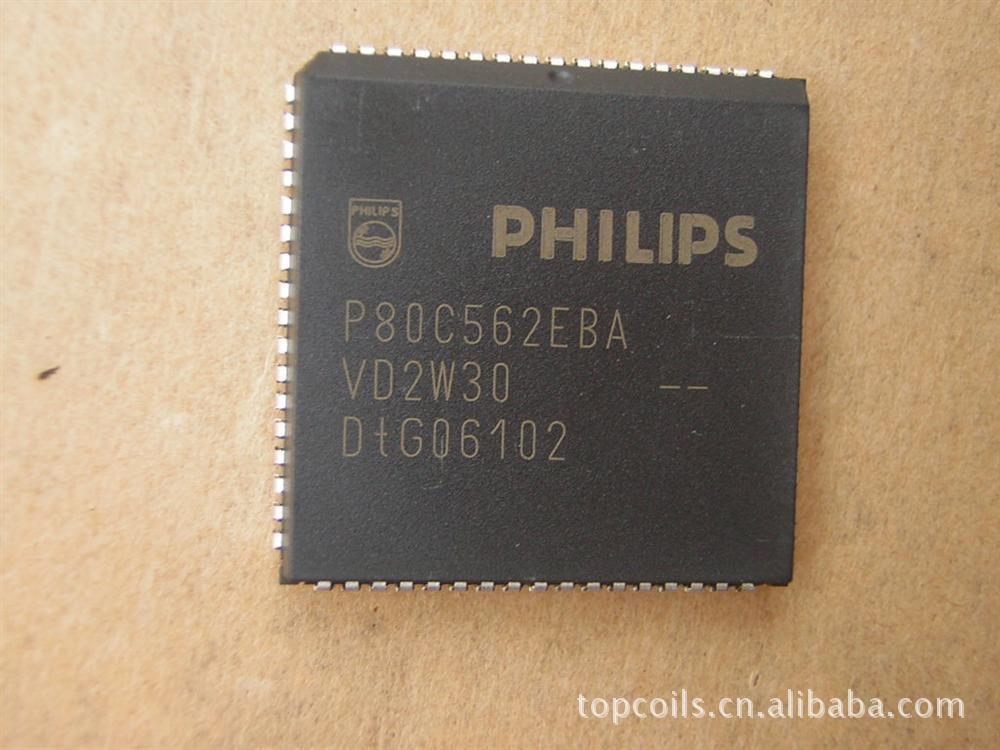 PHILIPS
PHILIPS
P80C562EBA
VD2W30 --
DtG06102
topcoils.cn.alibaba.com